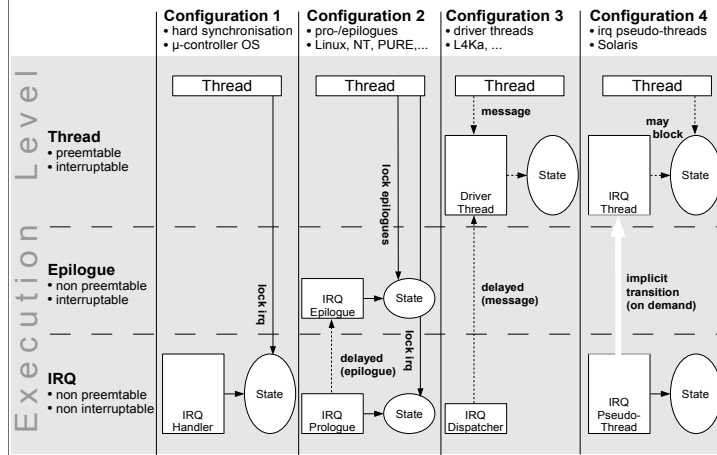 Configuration 1
• hard synchronisation
• µ-controller OS
Configuration 2
• pro-/epilogues
• Linux, NT, PURE,...
Configuration 3
• driver threads
• L4Ka, ...
Configuration 4
• irq pseudo-threads
• Solaris
Execution Level
Thread
• preemtable
• interruptable
Thread
lock irq
Thread
lock epilogues
Thread
message
Driver
Thread
State
Thread
may
block
IRQ
Thread
State
Epilogue
• non preemtable
• interruptable
IRQ
Epilogue
State
delayed
(message)
implicit
transition
(on demand)
IRQ
• non preemtable
• non interruptable
IRQ
Handler
State
delayed
(epilogue)
lock irq
IRQ
Prologue
State
IRQ
Dispatcher
IRQ
Pseudo-
Thread
State